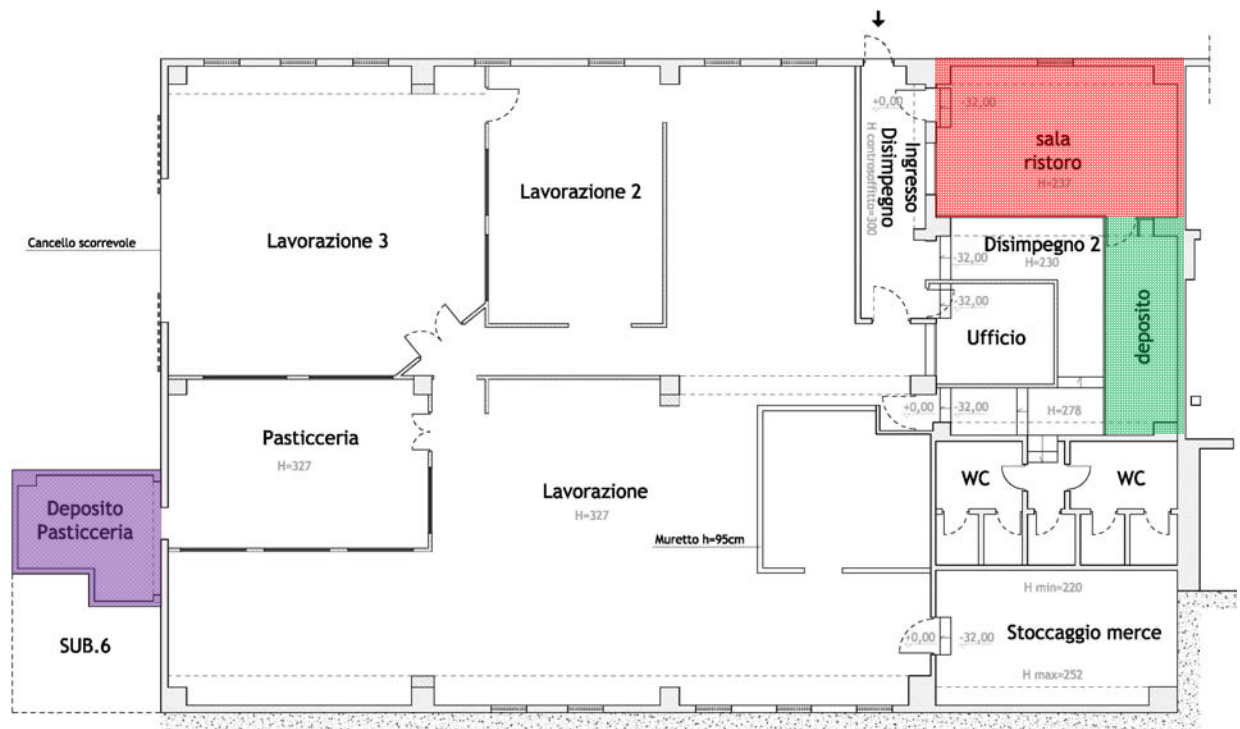 +0,00
-32,00
sala
ristoro
H=237
Ingresso
Disimpegno
H controsoffitto=300
Lavorazione 2
Lavorazione 3
Cancello scorrevole
Disimpegno 2
H=230
-32,00
-32,00
Ufficio
deposito
+0,00
-32,00
H=278
Pasticceria
H=327
Lavorazione
H=327
Muretto h=95cm
WC
WC
Deposito
Pasticceria
SUB.6
H min=220
+0,00
-32,00
Stoccaggio merce
H max=252